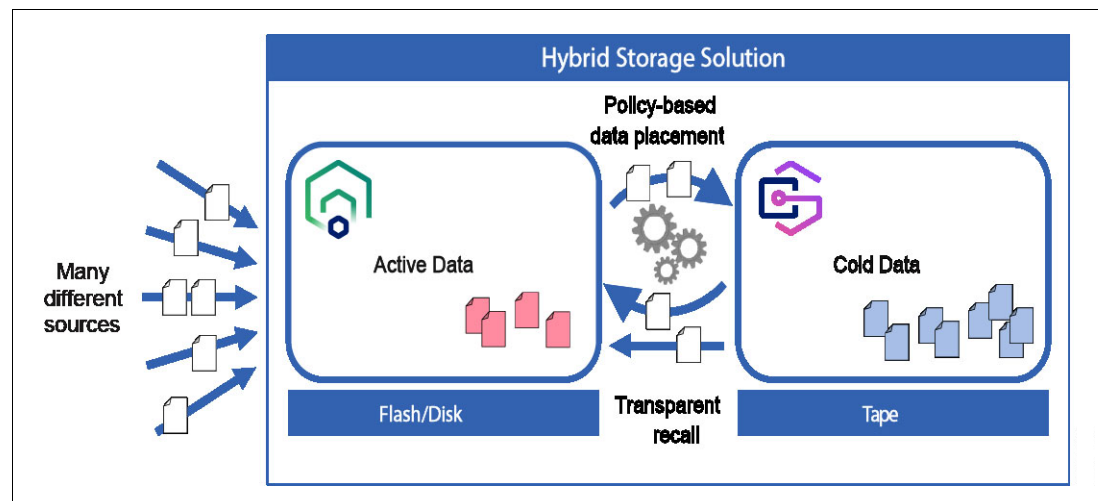 Hybrid Storage Solution
Policy-based
data placement
Many
different
sources
Active Data
Cold Data
Flash/Disk
Transparent
recall
Tape